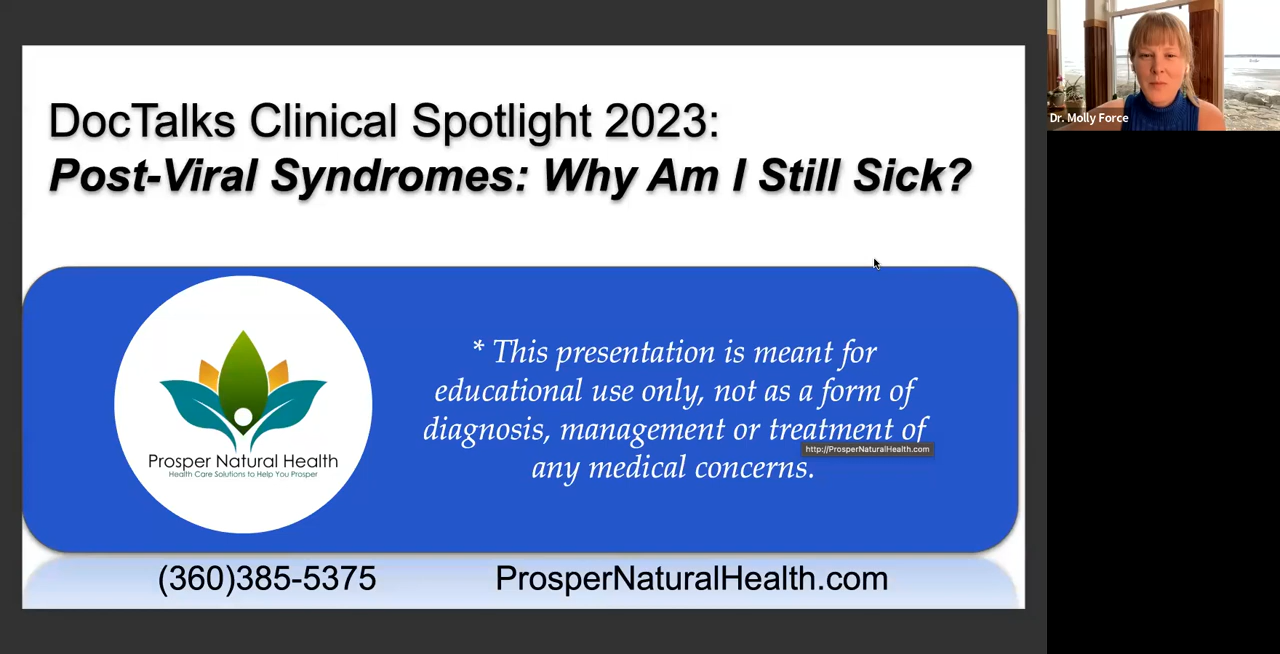 DocTalks Clinical Spotlight 2023:
Post-Viral Syndromes: Why Am I Still Sick?
Dr. Molly Force
* This presentation is meant for
educational use only, not as a form of
diagnosis, management or treatment of
any medical concerns.
http://ProsperNaturalHealth.com
Prosper Natural Health
Health Care Solutions to Help You Prosper
(360)385-5375
ProsperNaturalHealth.com